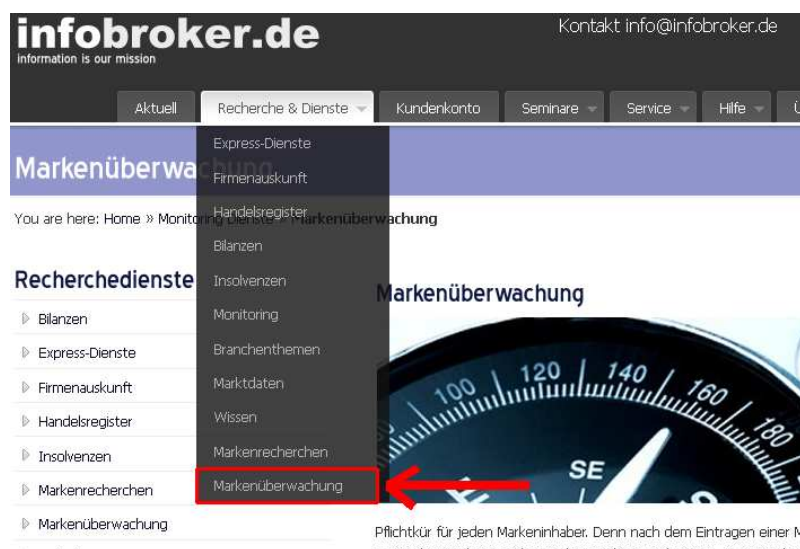 infobroker.de
information is our mission
Kontakt info@infobroker.de
Aktuell
Recherche & Dienste
Kundenkonto
Seminare
Service
Hilfe
Markenüberwachung
You are here: Home » Monitoring Dienste » Markenüberwachung
Express-Dienste
Firmenauskunft
Handelsregister
Bilanzen
Insolvenzen
Monitoring
Branchenthemen
Marktdaten
Wissen
Markenrecherchen
Markenüberwachung
Recherchedienste
Bilanzen
Express-Dienste
Firmenauskunft
Handelsregister
Insolvenzen
Markenrecherchen
Markenüberwachung
Markenüberwachung
100 120 140 160 180
SE
Pflichtkür für jeden Markeninhaber. Denn nach dem Eintragen einer